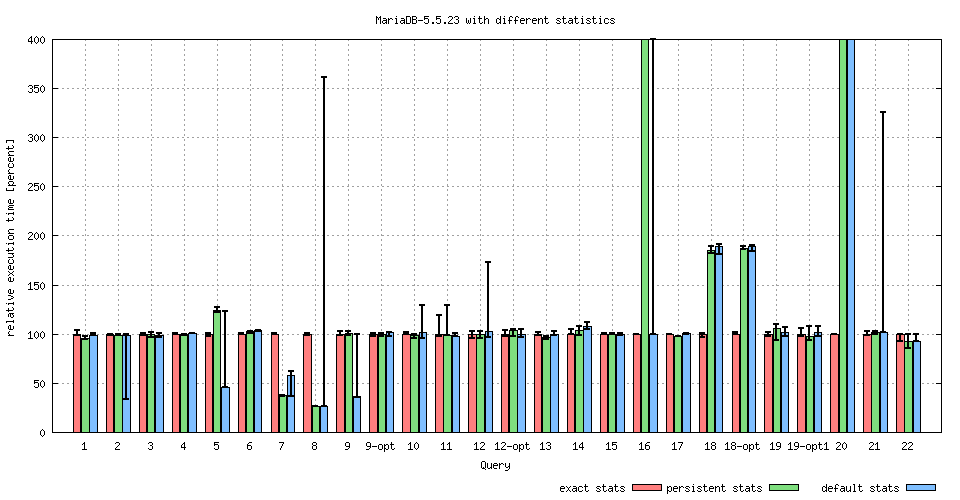 MariaDB-5.5.23 with different statistics
relative execution time [percent]
400
350
300
250
200
150
100
50
0
1 2 3 4 5 6 7 8 9 9-opt 10 11 12 12-opt 13 14 15 16 17 18 18-opt 19 19-opt1 20 21 22
Query
exact stats persistent stats default stats